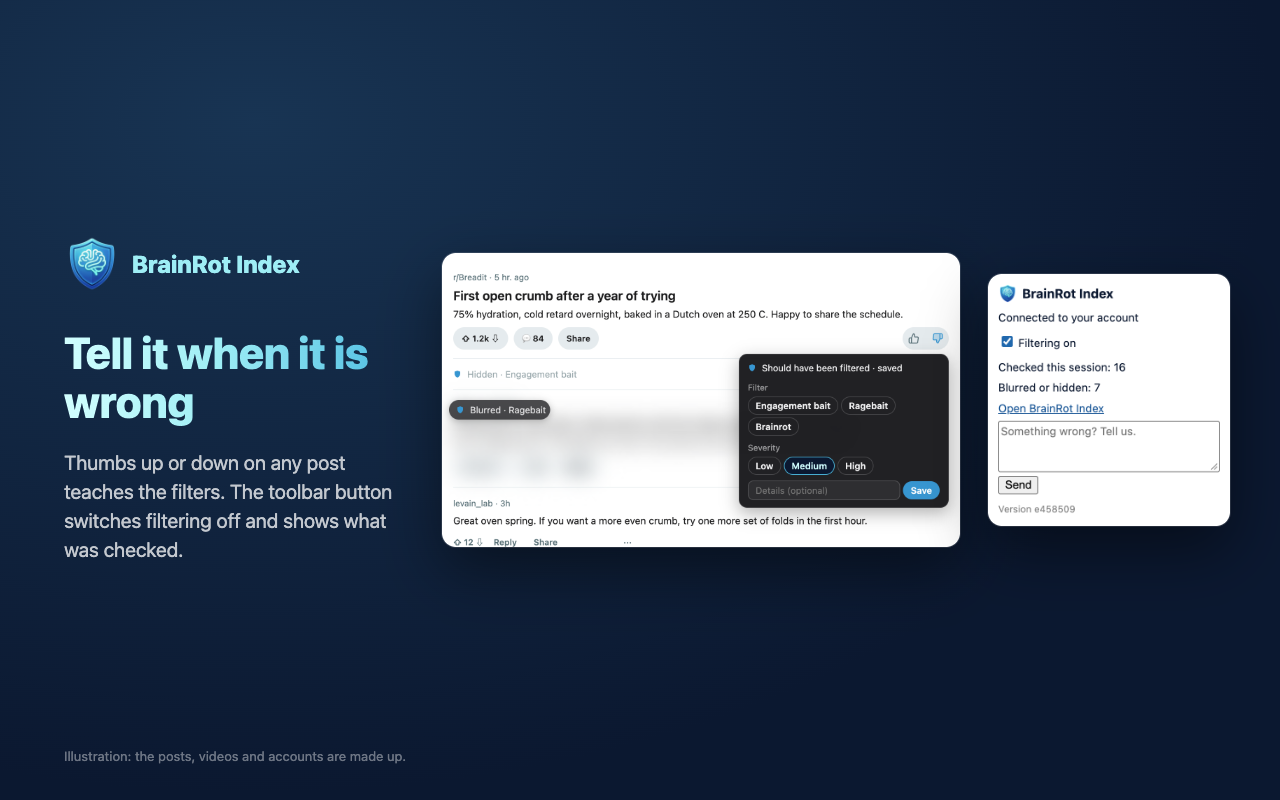 BrainRot Index
Tell it when it is
wrong
Thumbs up or down on any post
teaches the filters. The toolbar button
switches filtering off and shows what
was checked.
r/Breadit · 5 hr. ago
First open crumb after a year of trying
75% hydration, cold retard overnight, baked in a Dutch oven at 250 C. Happy to share the schedule.
1.2k 84 Share
Hidden · Engagement bait
Blurred · Ragebait
levain_lab · 3h
Great oven spring. If you want a more even crumb, try one more set of folds in the first hour.
12 Reply Share ...
Should have been filtered · saved
Filter
Engagement bait Ragebait
Brainrot
Severity
Low Medium High
Details (optional) Save
BrainRot Index
Connected to your account
Filtering on
Checked this session: 16
Blurred or hidden: 7
Open BrainRot Index
Something wrong? Tell us.
Send
Version e458509
Illustration: the posts, videos and accounts are made up.